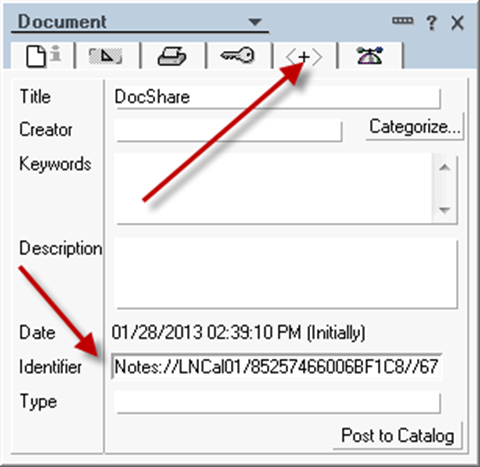 Document
?
X
i
<+>
Title DocShare
Creator Categorize...
Keywords
Description
Date 01/28/2013 02:39:10 PM (Initially)
Identifier Notes://LNCal01/85257466006BF1C8//67
Type
Post to Catalog